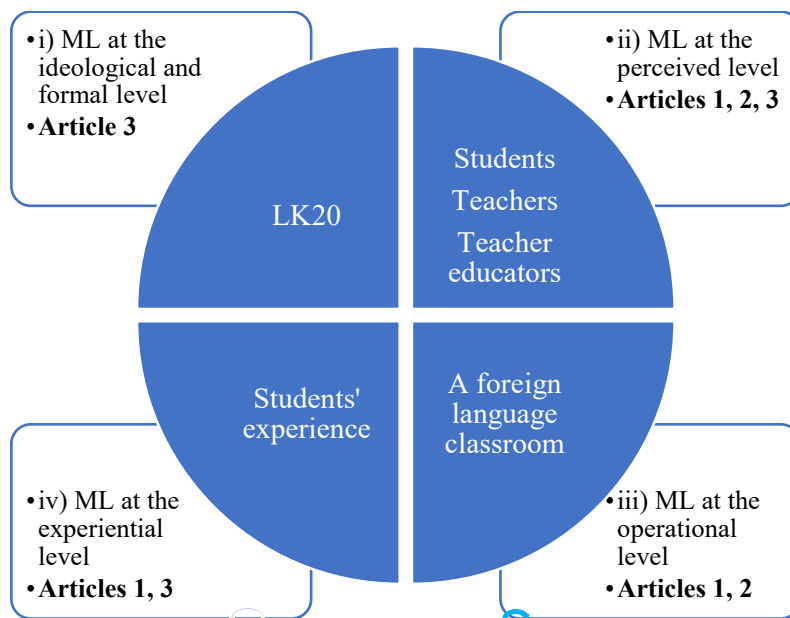 •i) ML at the
ideological and
formal level
•Article 3
•ii) ML at the
perceived level
•Articles 1, 2, 3
LK20
Students
Teachers
Teacher
educators
Students'
experience
A foreign
language
classroom
•iv) ML at the
experiential
level
•Articles 1, 3
•iii) ML at the
operational
level
•Articles 1, 2